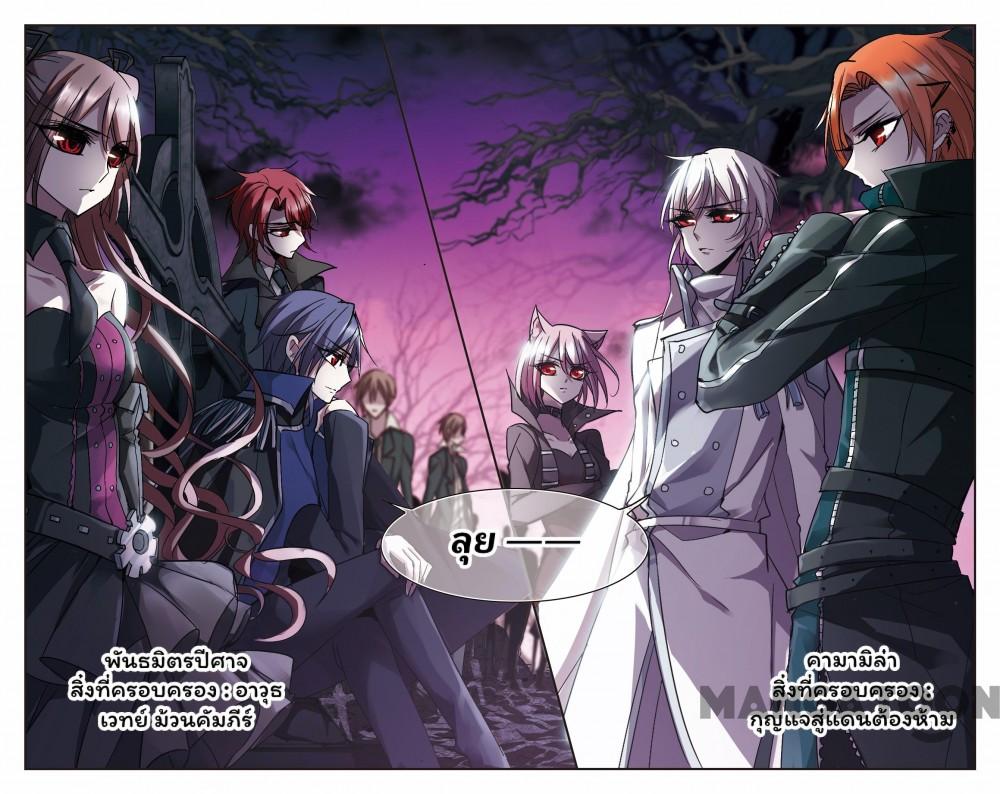 ลุย ——
พันธมิตรปีศาจ
สิ่งที่ครอบครอง : อาวุธ
เวทย์ ม้วนคัมภีร์
คามามิล่า
สิ่งที่ครอบครอง :
กุญแจสู่แดนต้องห้าม